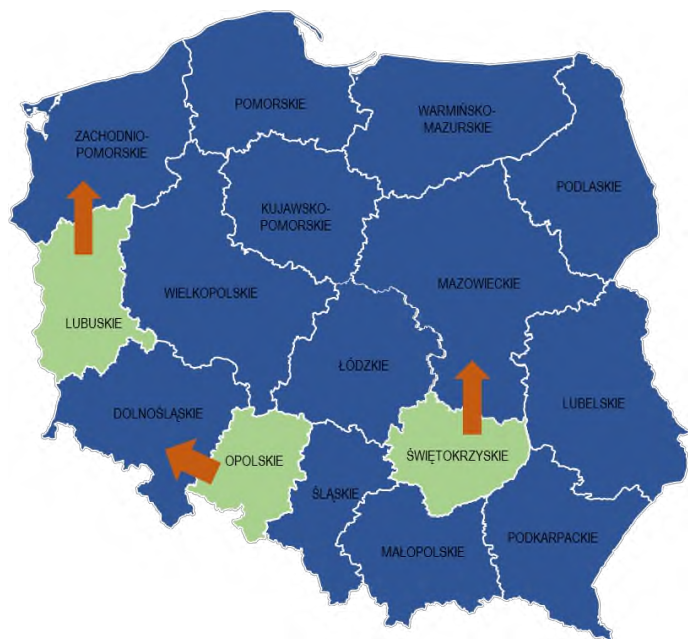 POMORSKIE
WARMIŃSKO-
MAZURSKIE
ZACHODNIO-
POMORSKIE
PODLASKIE
KUJAWSKO-
POMORSKIE
MAZOWIECKIE
WIELKOPOLSKIE
LUBUSKIE
ŁÓDZKIE
LUBELSKIE
DOLNOŚLĄSKIE
OPOLSKIE
ŚWIĘTOKRZYSKIE
ŚLĄSKIE
PODKARPACKIE
MAŁOPOLSKIE